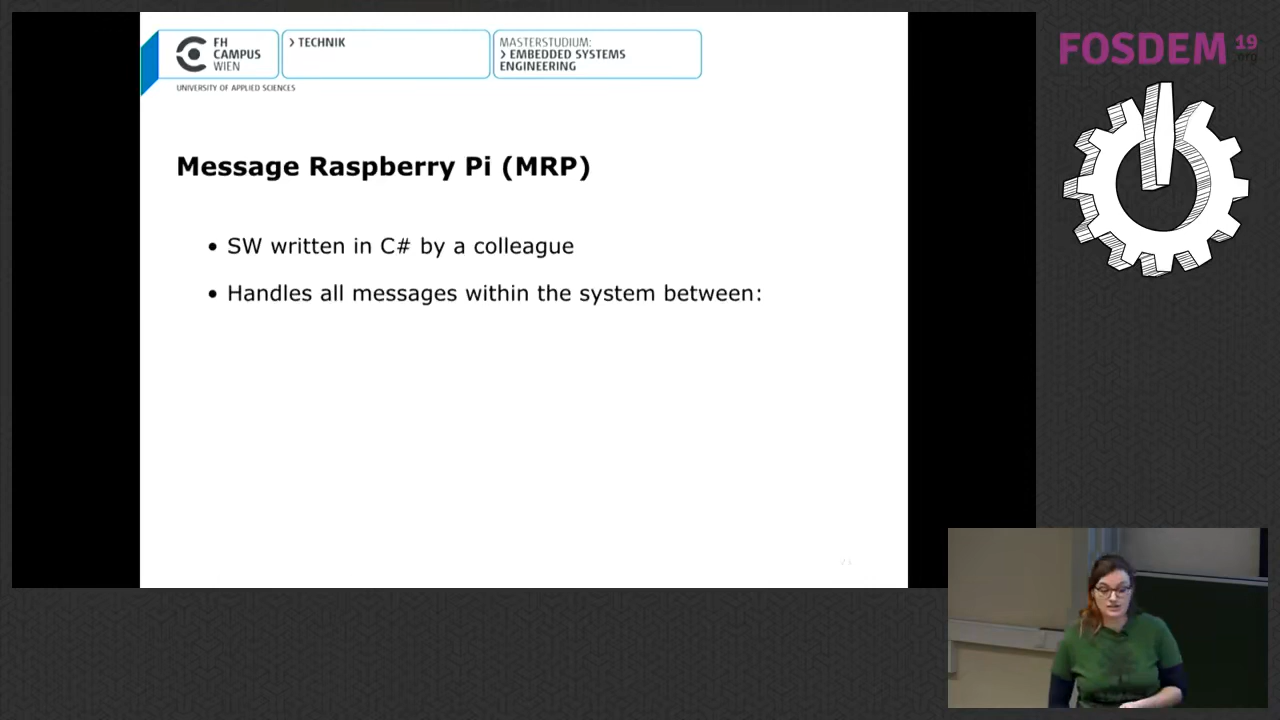 FH
CAMPUS
WIEN
> TECHNIK
MASTERSTUDIUM:
> EMBEDDED SYSTEMS
ENGINEERING
UNIVERSITY OF APPLIED SCIENCES
FOSDEM 19
.org
Message Raspberry Pi (MRP)
• SW written in C# by a colleague
• Handles all messages within the system between: